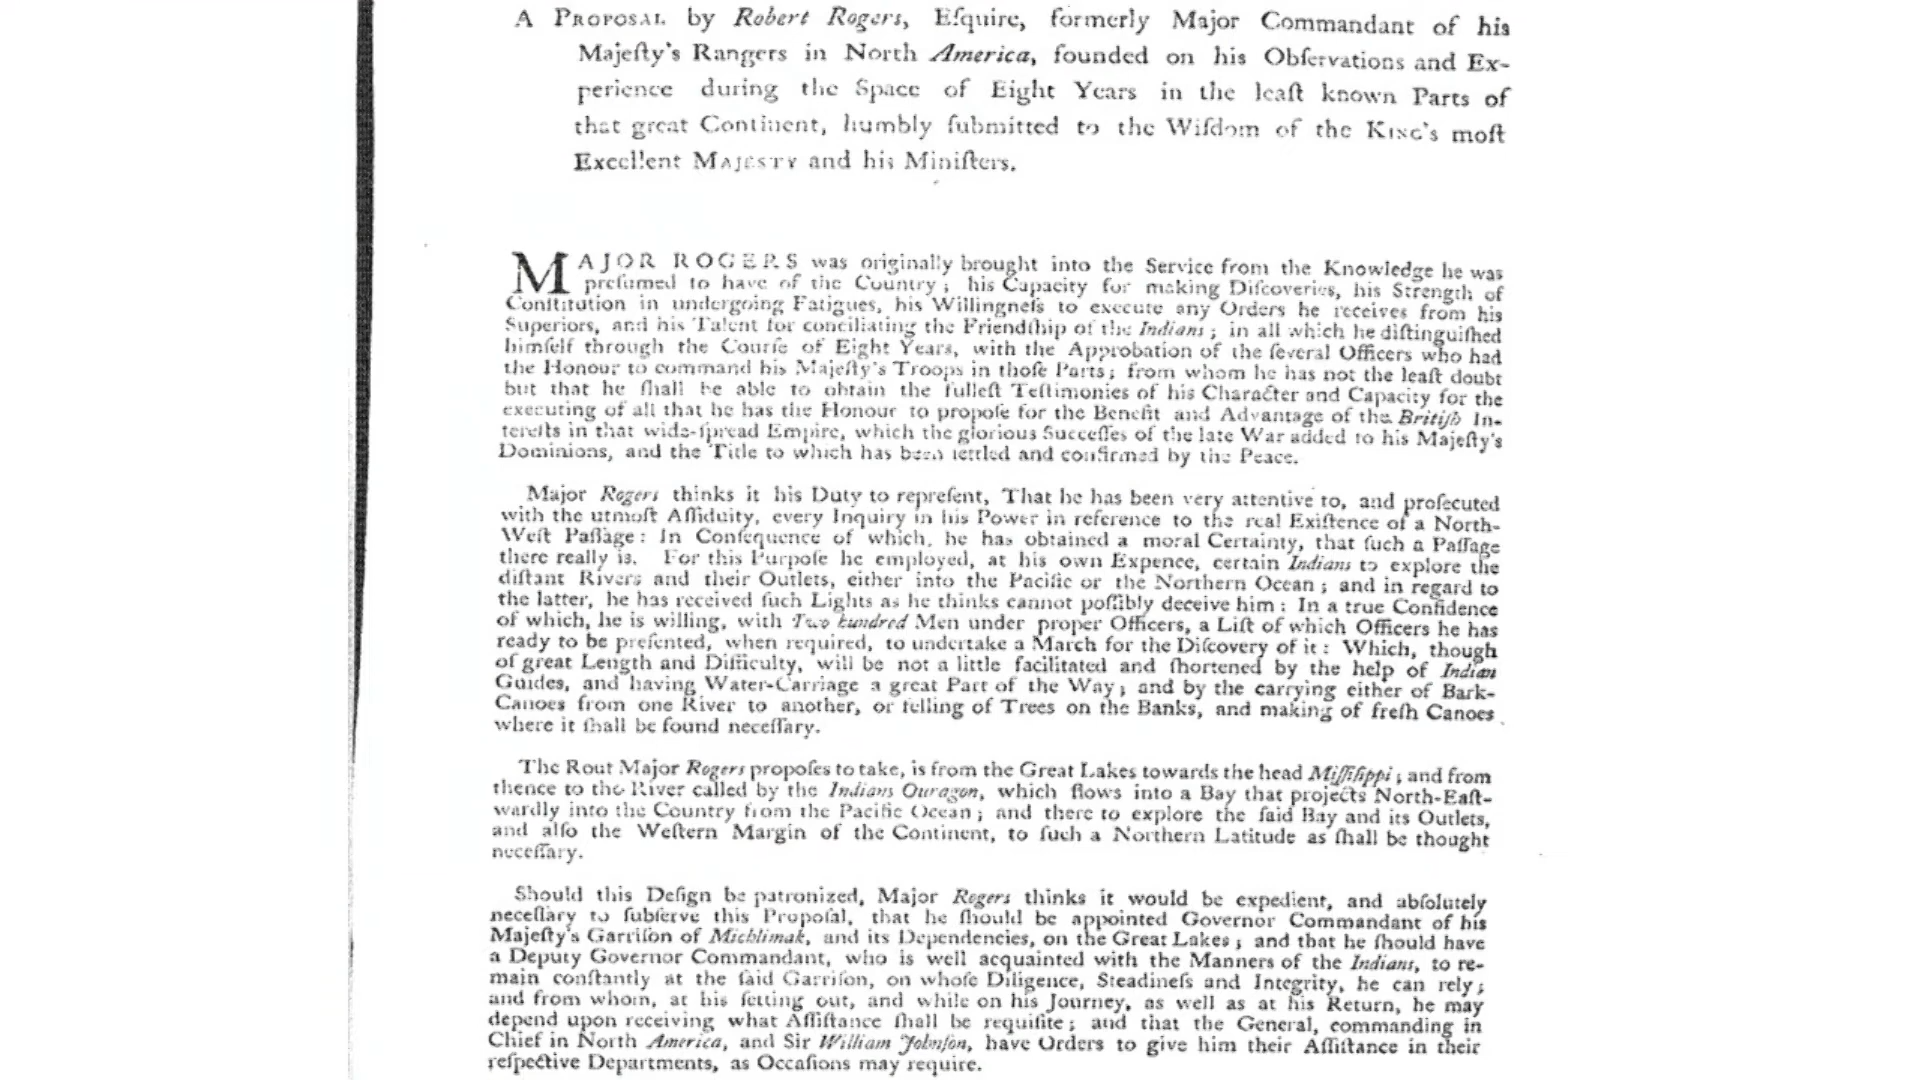 A PROPOSAL by Robert Rogers, Eſquire, formerly Major Commandant of his
Majeſty's Rangers in North America, founded on his Obſervations and Ex-
perience during the Space of Eight Years in the leaſt known Parts of
that great Continent, humbly ſubmitted to the Wiſdom of the KING's moſt
Excellent MAJESTY and his Miniſters.
MAJOR ROGERS was originally brought into the Service from the Knowledge he was
preſumed to have of the Country; his Capacity for making Diſcoveries, his Strength of
Conſtitution in undergoing Fatigues, his Willingneſs to execute any Orders he receives from his
Superiors, and his Talent for conciliating the Friendſhip of the Indians; in all which he diſtinguiſhed
himſelf through the Courſe of Eight Years, with the Approbation of the ſeveral Officers who had
the Honour to command his Majeſty's Troops in thoſe Parts; from whom he has not the leaſt doubt
but that he ſhall be able to obtain the fulleſt Teſtimonies of his Character and Capacity for the
executing of all that he has the Honour to propoſe for the Benefit and Advantage of the Britiſh In-
tereſts in that wide-ſpread Empire, which the glorious Succeſſes of the late War added to his Majeſty's
Dominions, and the Title to which has been ſettled and confirmed by the Peace.
Major Rogers thinks it his Duty to repreſent, That he has been very attentive to, and proſecuted
with the utmoſt Aſſiduity, every Inquiry in his Power in reference to the real Exiſtence of a North-
Weſt Paſſage: In Conſequence of which, he has obtained a moral Certainty, that ſuch a Paſſage
there really is. For this Purpoſe he employed, at his own Expence, certain Indians to explore the
diſtant Rivers and their Outlets, either into the Pacific or the Northern Ocean; and in regard to
the latter, he has received ſuch Lights as he thinks cannot poſſibly deceive him: In a true Confidence
of which, he is willing, with Two hundred Men under proper Officers, a Liſt of which Officers he has
ready to be preſented, when required, to undertake a March for the Diſcovery of it: Which, though
of great Length and Difficulty, will be not a little facilitated and ſhortened by the help of Indian
Guides, and having Water-Carriage a great Part of the Way; and by the carrying either of Bark-
Canoes from one River to another, or felling of Trees on the Banks, and making of freſh Canoes
where it ſhall be found neceſſary.
The Rout Major Rogers propoſes to take, is from the Great Lakes towards the head Miſſiſippi; and from
thence to the River called by the Indians Ouragon, which flows into a Bay that projects North-Eaſt-
wardly into the Country from the Pacific Ocean; and there to explore the ſaid Bay and its Outlets,
and alſo the Weſtern Margin of the Continent, to ſuch a Northern Latitude as ſhall be thought
neceſſary.
Should this Deſign be patronized, Major Rogers thinks it would be expedient, and abſolutely
neceſſary to ſubſerve this Propoſal, that he ſhould be appointed Governor Commandant of his
Majeſty's Garriſon of Michlimak, and its Dependencies, on the Great Lakes; and that he ſhould have
a Deputy Governor Commandant, who is well acquainted with the Manners of the Indians, to re-
main conſtantly at the ſaid Garriſon, on whoſe Diligence, Steadineſs and Integrity, he can rely;
and from whom, at his ſetting out, and while on his Journey, as well as at his Return, he may
depend upon receiving what Aſſiſtance ſhall be requiſite; and that the General, commanding in
Chief in North America, and Sir William Johnſon, have Orders to give him their Aſſiſtance in their
reſpective Departments, as Occaſions may require.